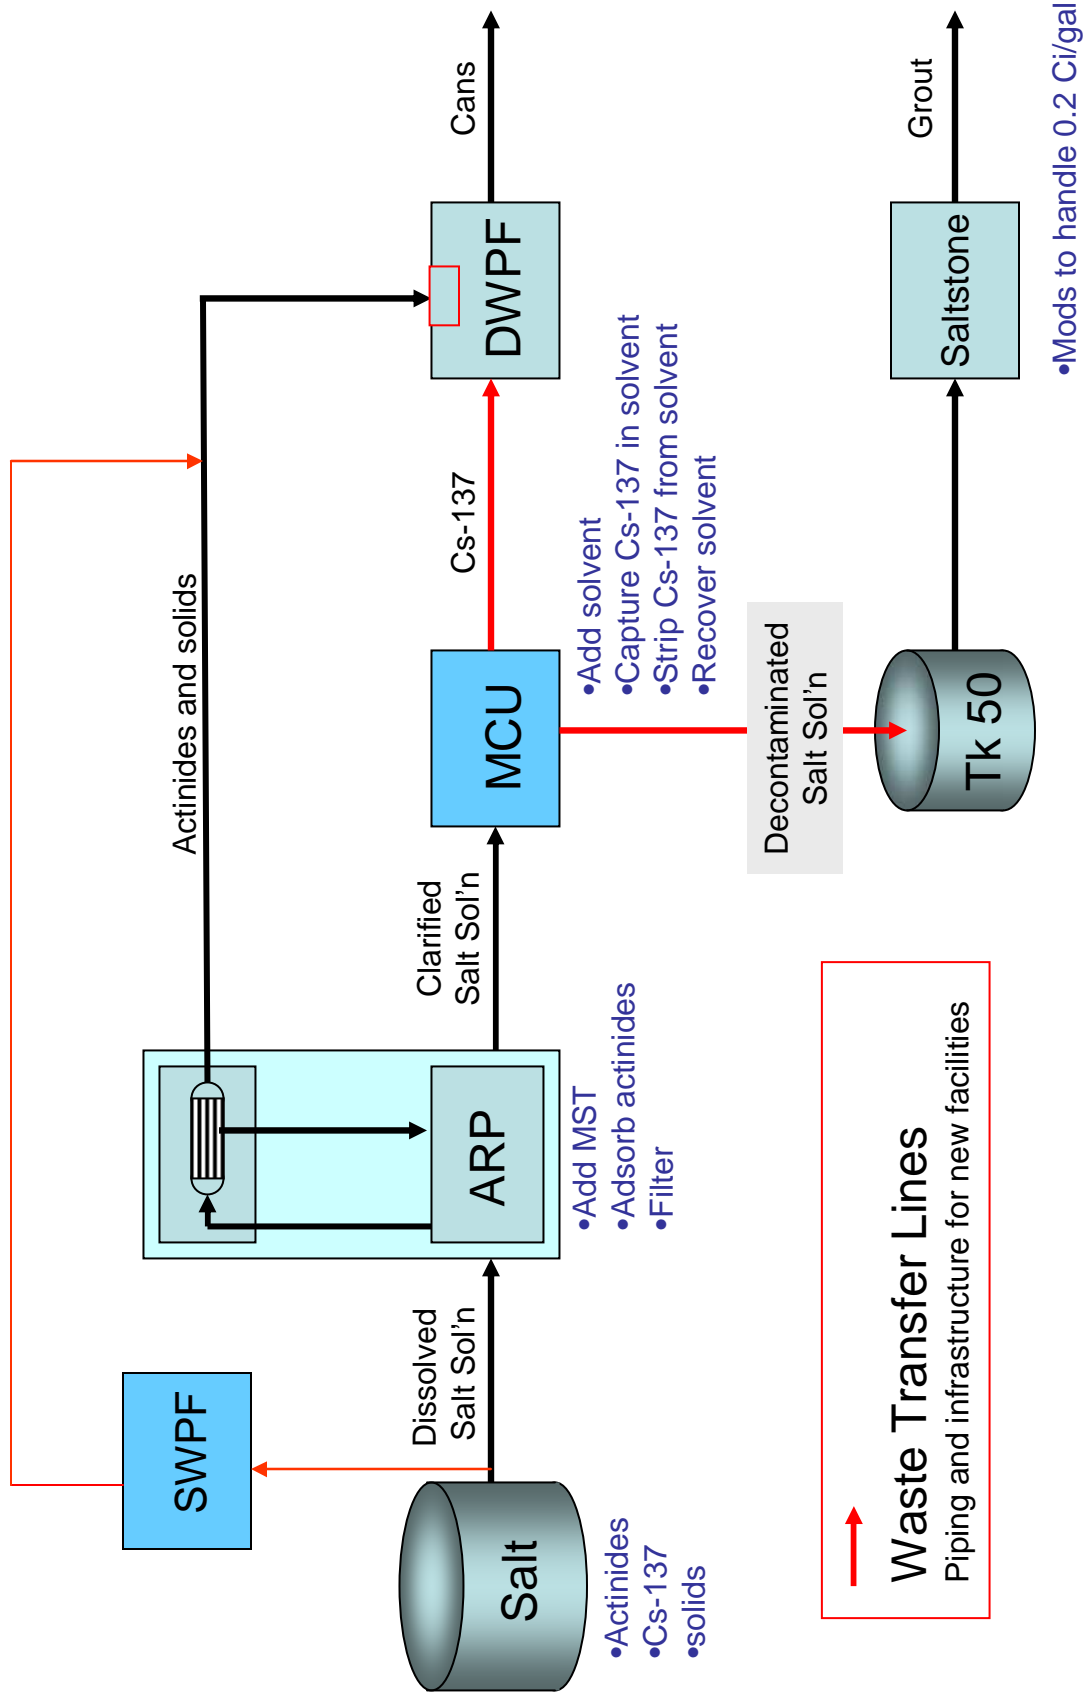 SWPF
Actinides and solids
Salt
•Actinides
•Cs-137
•solids
Dissolved
Salt Sol'n
ARP
•Add MST
•Adsorb actinides
•Filter
Clarified
Salt Sol'n
MCU
•Add solvent
•Capture Cs-137 in solvent
•Strip Cs-137 from solvent
•Recover solvent
Cs-137
DWPF
Cans
Decontaminated
Salt Sol'n
Tk 50
Saltstone
Grout
•Mods to handle 0.2 Ci/gal
Waste Transfer Lines
Piping and infrastructure for new facilities